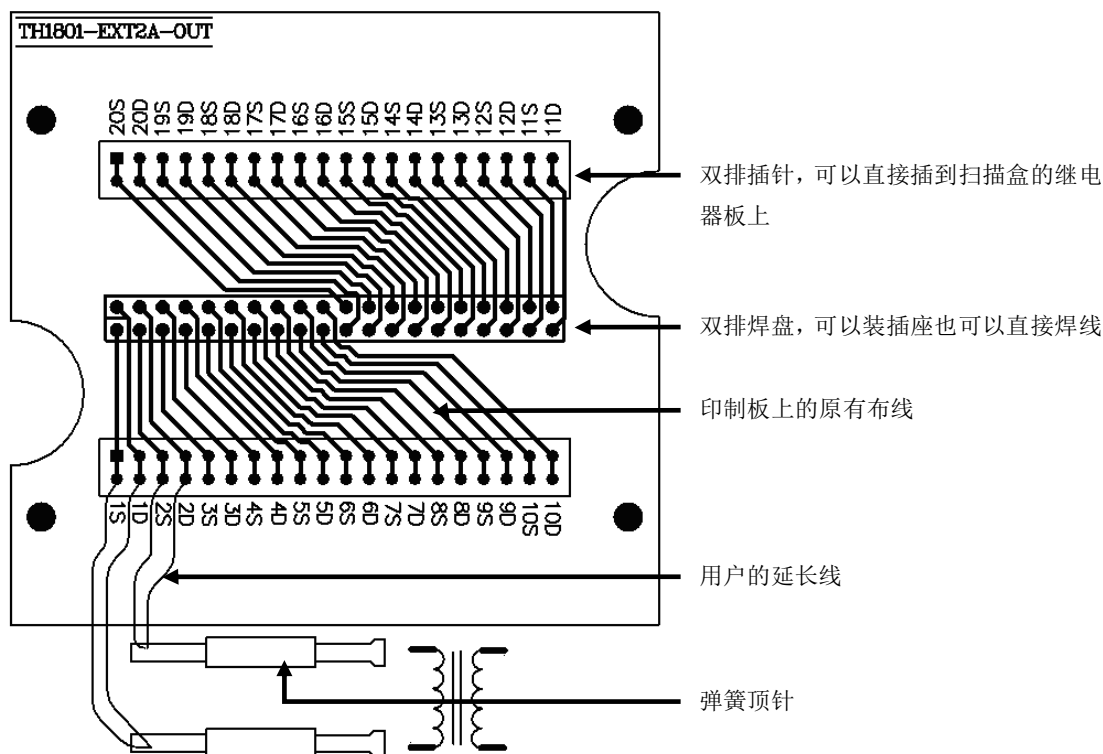 TH1801-EXT2A-OUT
20S 20D 19S 19D 18S 18D 17S 17D 16S 16D 15S 15D 14S 14D 13S 13D 12S 12D 11S 11D
双排插针，可以直接插到扫描盒的继电
器板上
双排焊盘，可以装插座也可以直接焊线
印制板上的原有布线
1S 1D 2S 2D 3S 3D 4S 4D 5S 5D 6S 6D 7S 7D 8S 8D 9S 9D 10S 10D
用户的延长线
弹簧顶针